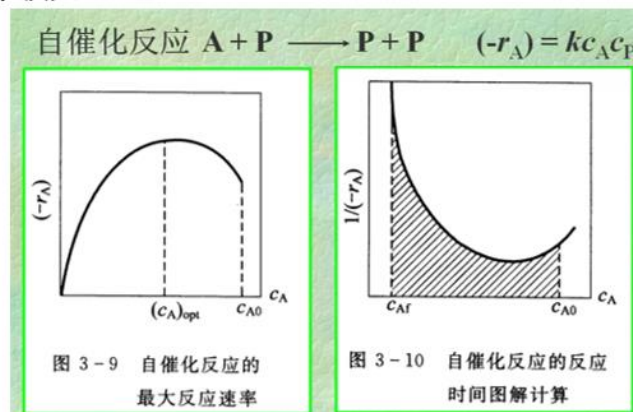 自催化反应 A + P ⟶ P + P (-rA) = kcAcP
(-rA)
(cA)opt
cA0
cA
图 3-9 自催化反应的
最大反应速率
1/(-rA)
cAf
cA0
cA
图 3-10 自催化反应的反应
时间图解计算